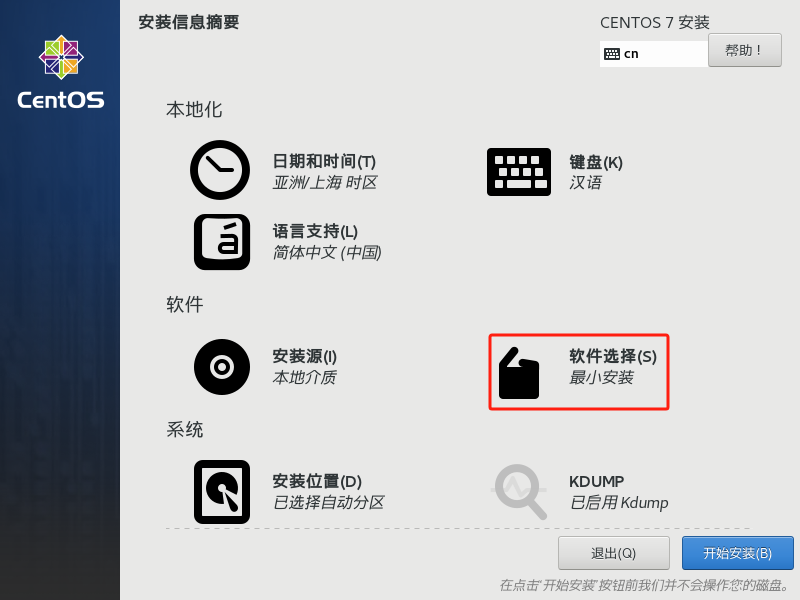 安装信息摘要
CENTOS 7 安装
cn
帮助！
CentOS
本地化
日期和时间(T)
亚洲/上海 时区
键盘(K)
汉语
语言支持(L)
简体中文 (中国)
软件
安装源(I)
本地介质
软件选择(S)
最小安装
系统
安装位置(D)
已选择自动分区
KDUMP
已启用 Kdump
退出(Q)
开始安装(B)
在点击'开始安装'按钮前我们并不会操作您的磁盘。